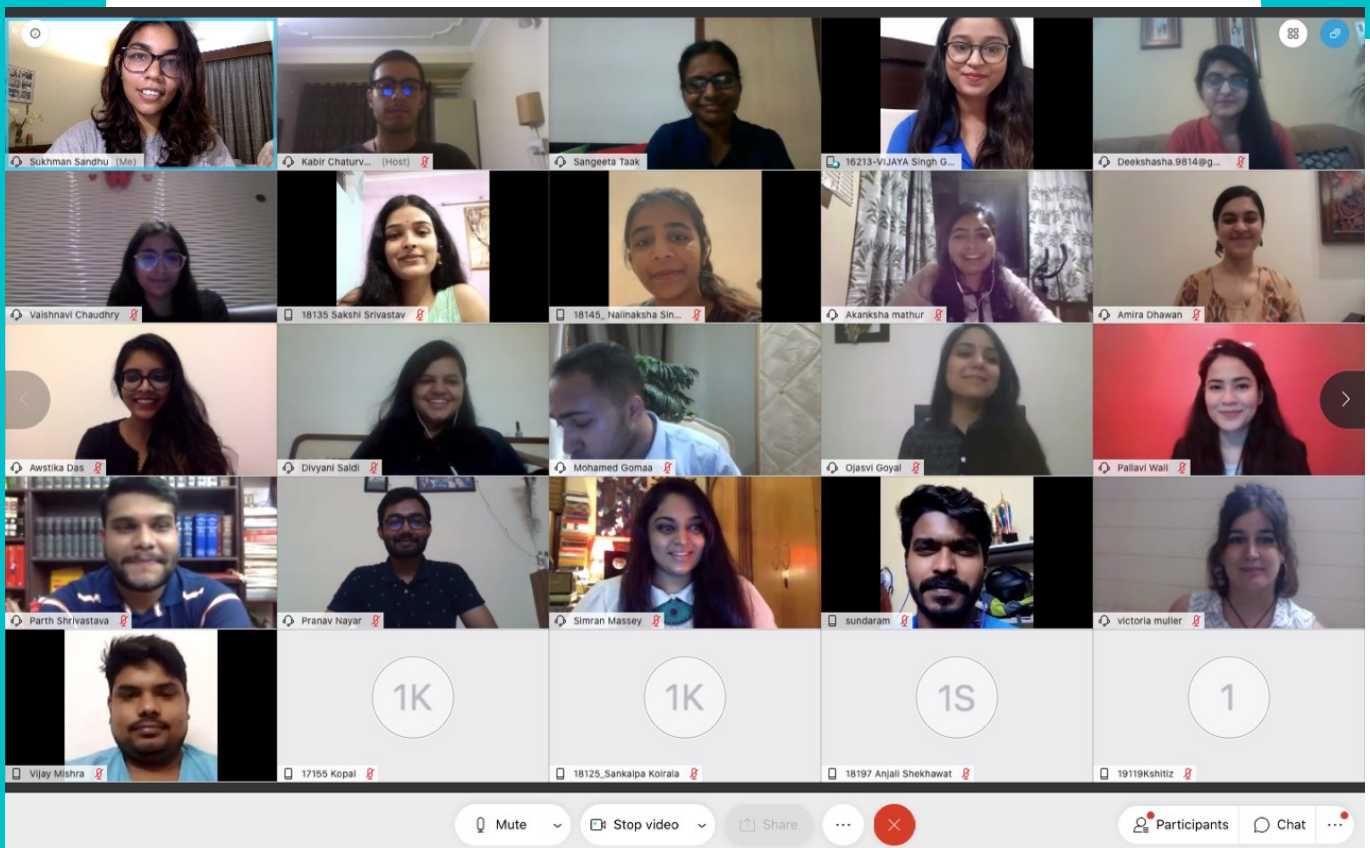 Sukhman Sandhu (Me)
Kabir Chaturv... (Host)
Sangeeta Taak
16213-VIJAYA Singh G...
Deekshasha.9814@g...
Vaishnavi Chaudhry
18135 Sakshi Srivastav
18145_ Nalinaksha Sin...
Akanksha mathur
Amira Dhawan
Awstika Das
Divyani Saldi
Mohamed Gomaa
Ojasvi Goyal
Pallavi Wali
Parth Shrivastava
Pranav Nayar
Simran Massey
sundaram
victoria muller
Vijay Mishra
1K
17155 Kopal
1K
18125_Sankalpa Koirala
1S
18197 Anjali Shekhawat
1
19119Kshitiz
Mute
Stop video
Share
Participants
Chat